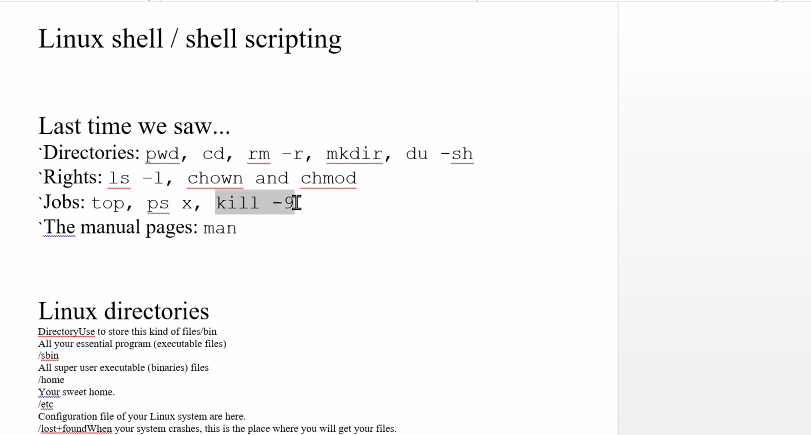 Linux shell / shell scripting
Last time we saw...
`Directories: pwd, cd, rm –r, mkdir, du -sh
`Rights: ls –l, chown and chmod
`Jobs: top, ps x, kill -9
`The manual pages: man
Linux directories
DirectoryUse to store this kind of files/bin
All your essential program (executable files)
/sbin
All super user executable (binaries) files
/home
Your sweet home.
/etc
Configuration file of your Linux system are here.
/lost+foundWhen your system crashes, this is the place where you will get your files.